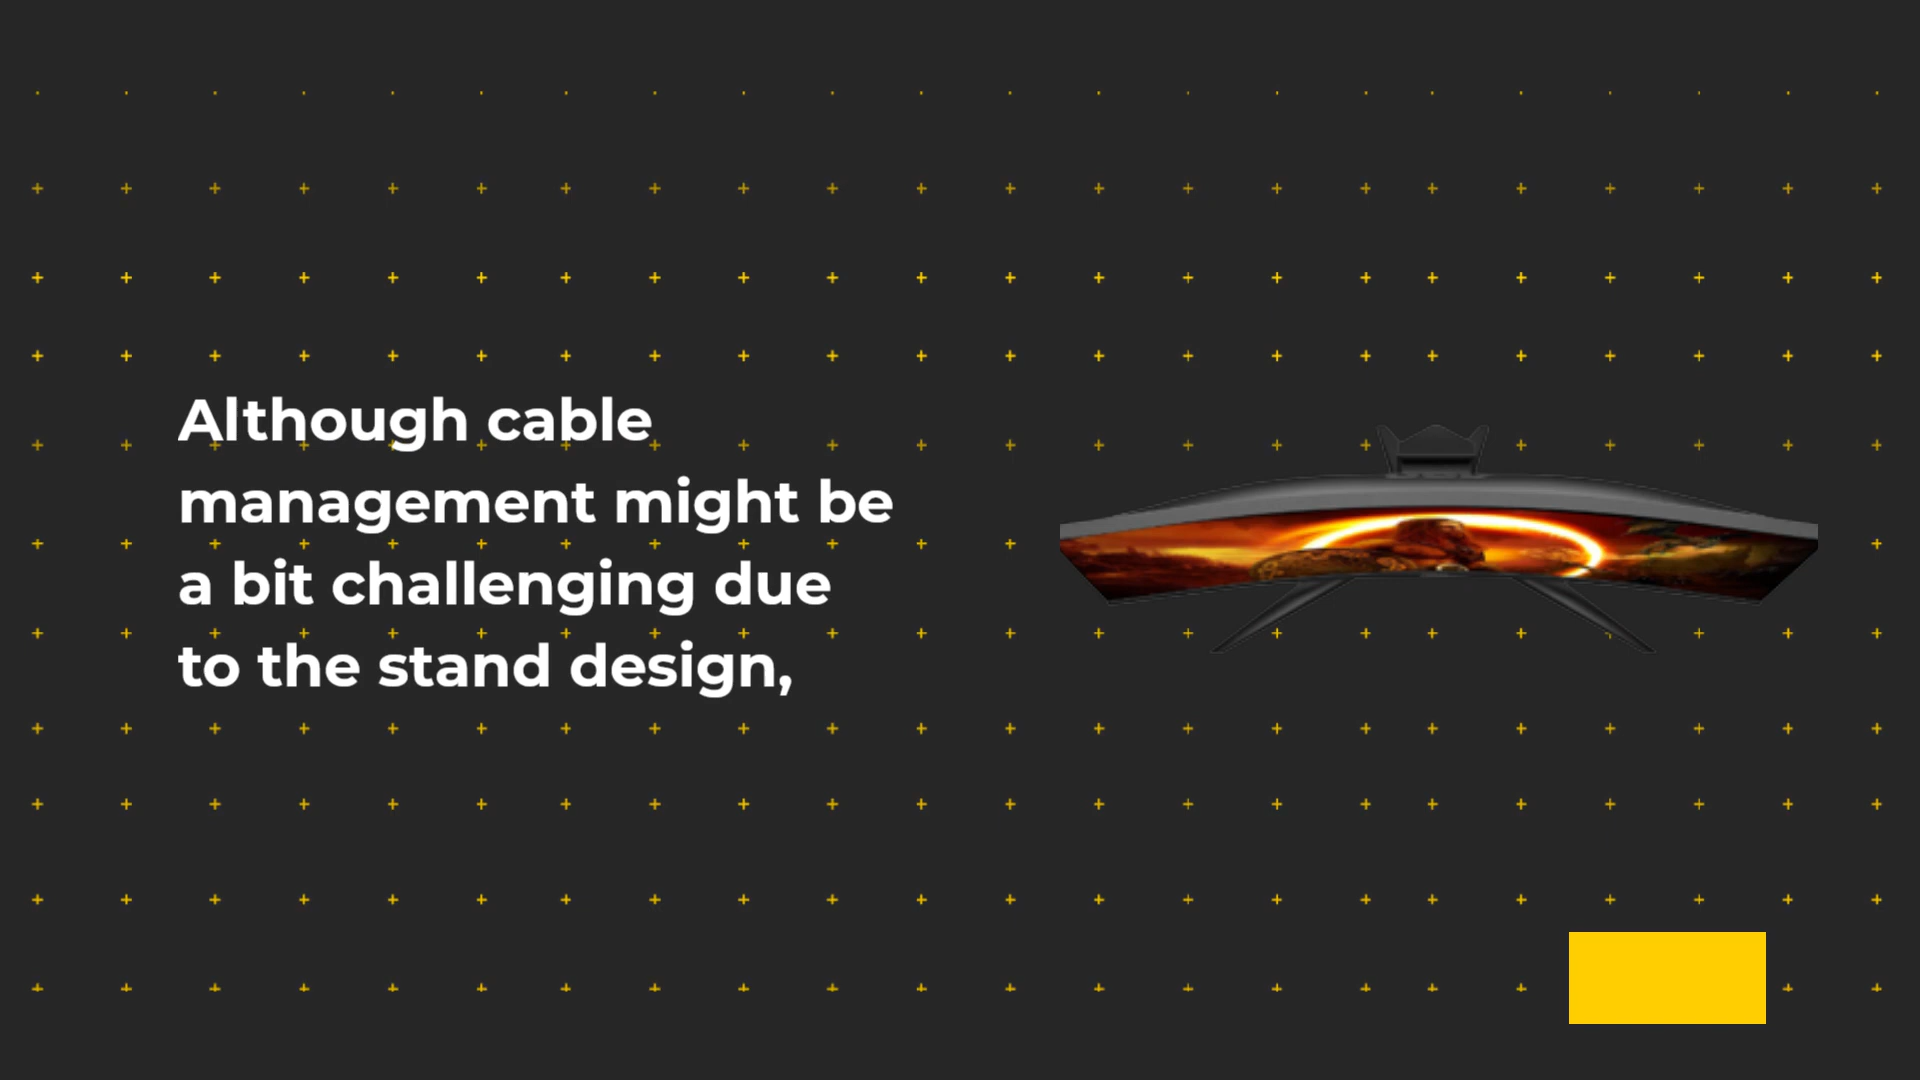 Although cable
management might be
a bit challenging due
to the stand design,